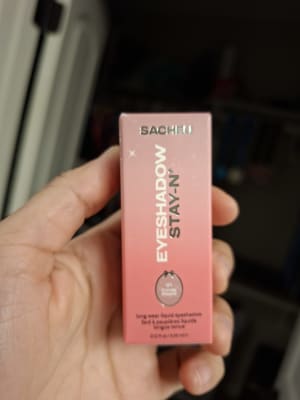 SACHEU
EYESHADOW
STAY-N'
long wear liquid eyeshadow
fard à paupières liquide
longue tenue